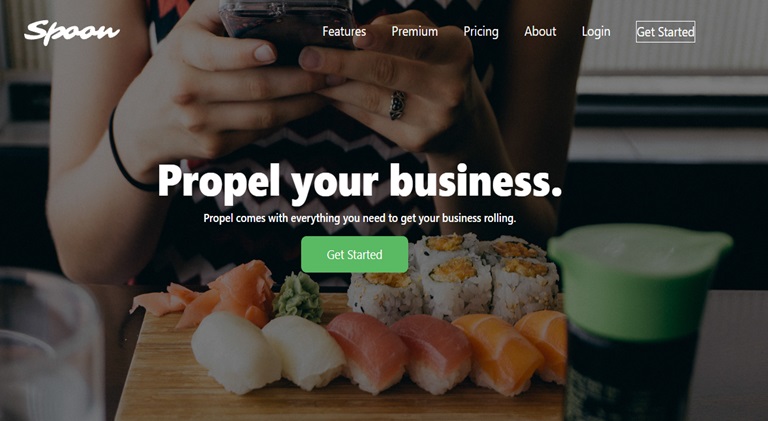 Spoon
Features Premium Pricing About Login Get Started
Propel your business.
Propel comes with everything you need to get your business rolling.
Get Started